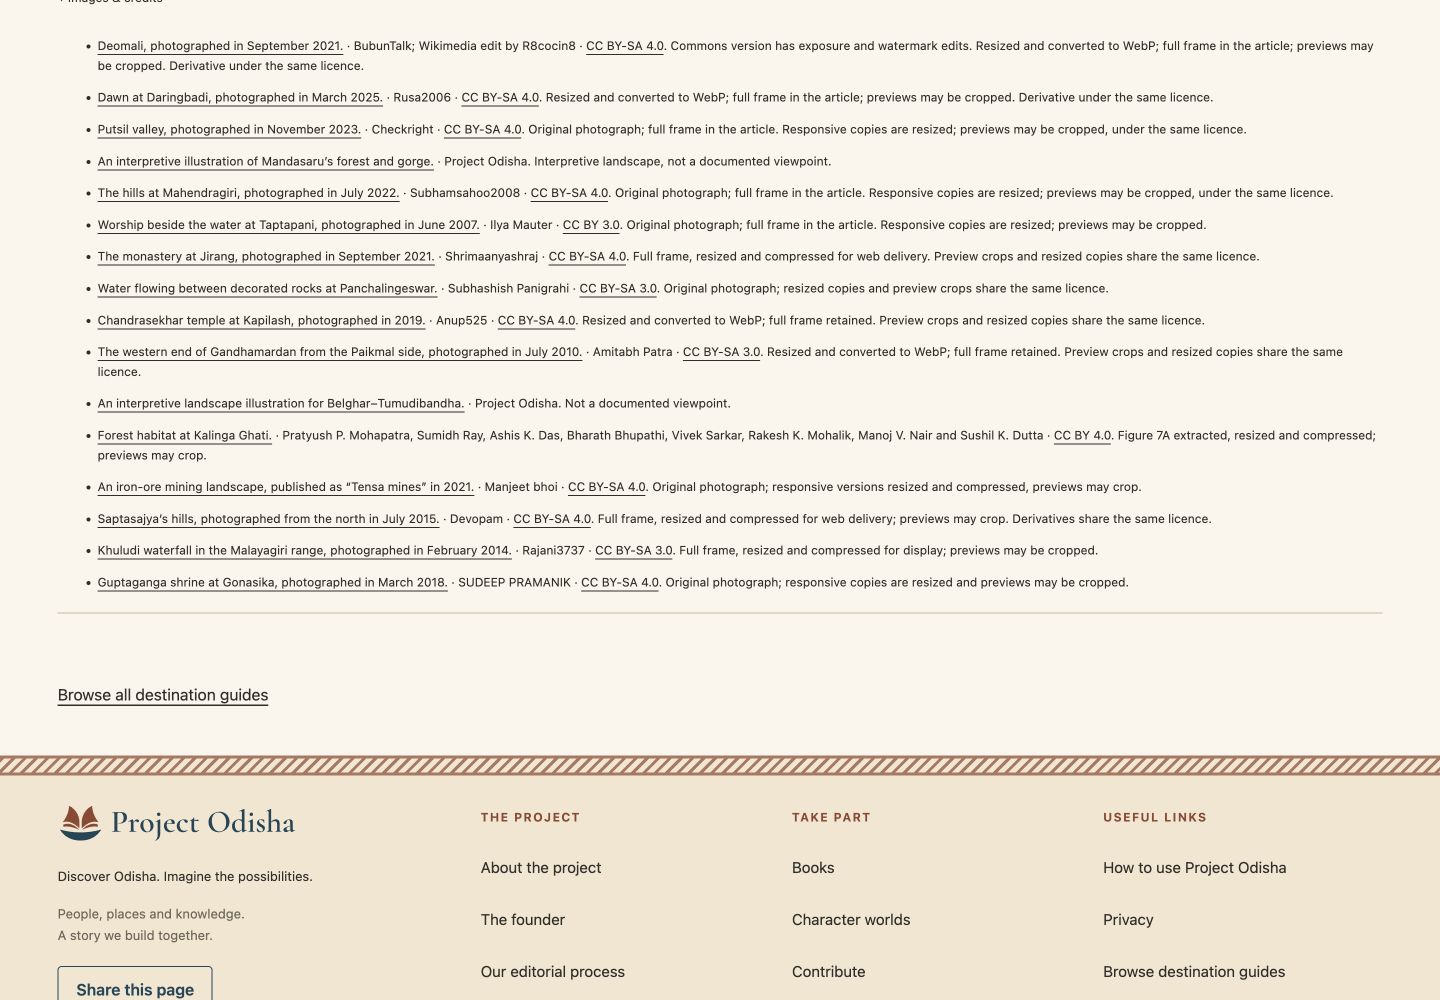 • Deomali, photographed in September 2021. · BubunTalk; Wikimedia edit by R8cocin8 · CC BY-SA 4.0. Commons version has exposure and watermark edits. Resized and converted to WebP; full frame in the article; previews may
be cropped. Derivative under the same licence.
• Dawn at Daringbadi, photographed in March 2025. · Rusa2006 · CC BY-SA 4.0. Resized and converted to WebP; full frame in the article; previews may be cropped. Derivative under the same licence.
• Putsil valley, photographed in November 2023. · Checkright · CC BY-SA 4.0. Original photograph; full frame in the article. Responsive copies are resized; previews may be cropped, under the same licence.
• An interpretive illustration of Mandasaru’s forest and gorge. · Project Odisha. Interpretive landscape, not a documented viewpoint.
• The hills at Mahendragiri, photographed in July 2022. · Subhamsahoo2008 · CC BY-SA 4.0. Original photograph; full frame in the article. Responsive copies are resized; previews may be cropped, under the same licence.
• Worship beside the water at Taptapani, photographed in June 2007. · Ilya Mauter · CC BY 3.0. Original photograph; full frame in the article. Responsive copies are resized; previews may be cropped.
• The monastery at Jirang, photographed in September 2021. · Shrimaanyashraj · CC BY-SA 4.0. Full frame, resized and compressed for web delivery. Preview crops and resized copies share the same licence.
• Water flowing between decorated rocks at Panchalingeswar. · Subhashish Panigrahi · CC BY-SA 3.0. Original photograph; resized copies and preview crops share the same licence.
• Chandrasekhar temple at Kapilash, photographed in 2019. · Anup525 · CC BY-SA 4.0. Resized and converted to WebP; full frame retained. Preview crops and resized copies share the same licence.
• The western end of Gandhamardan from the Paikmal side, photographed in July 2010. · Amitabh Patra · CC BY-SA 3.0. Resized and converted to WebP; full frame retained. Preview crops and resized copies share the same
licence.
• An interpretive landscape illustration for Belghar–Tumudibandha. · Project Odisha. Not a documented viewpoint.
• Forest habitat at Kalinga Ghati. · Pratyush P. Mohapatra, Sumidh Ray, Ashis K. Das, Bharath Bhupathi, Vivek Sarkar, Rakesh K. Mohalik, Manoj V. Nair and Sushil K. Dutta · CC BY 4.0. Figure 7A extracted, resized and compressed;
previews may crop.
• An iron-ore mining landscape, published as “Tensa mines” in 2021. · Manjeet bhoi · CC BY-SA 4.0. Original photograph; responsive versions resized and compressed, previews may crop.
• Saptasajya’s hills, photographed from the north in July 2015. · Devopam · CC BY-SA 4.0. Full frame, resized and compressed for web delivery; previews may crop. Derivatives share the same licence.
• Khuludi waterfall in the Malayagiri range, photographed in February 2014. · Rajani3737 · CC BY-SA 3.0. Full frame, resized and compressed for display; previews may be cropped.
• Guptaganga shrine at Gonasika, photographed in March 2018. · SUDEEP PRAMANIK · CC BY-SA 4.0. Original photograph; responsive copies are resized and previews may be cropped.
Browse all destination guides
Project Odisha
Discover Odisha. Imagine the possibilities.
People, places and knowledge.
A story we build together.
Share this page
THE PROJECT
About the project
The founder
Our editorial process
TAKE PART
Books
Character worlds
Contribute
USEFUL LINKS
How to use Project Odisha
Privacy
Browse destination guides